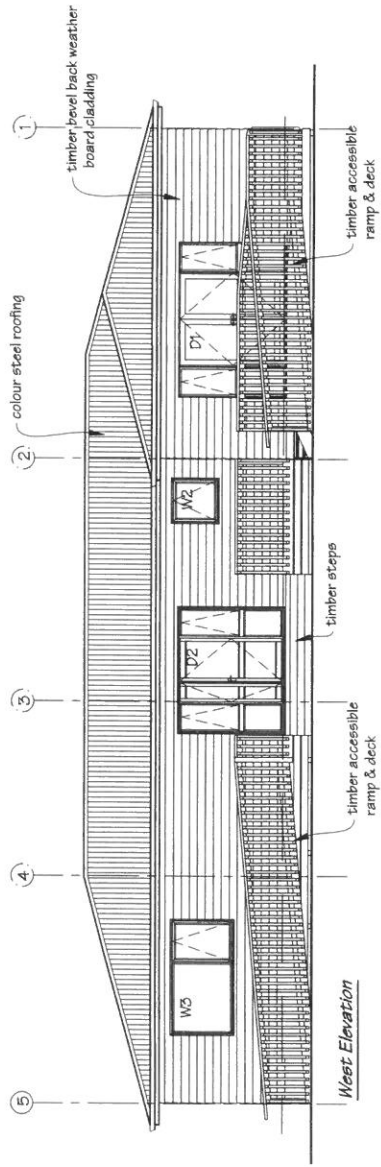 5
4
3
2
1
colour steel roofing
timber bevel back weather
board cladding
W3
D2
W2
D1
timber accessible
ramp & deck
timber steps
timber accessible
ramp & deck
West Elevation